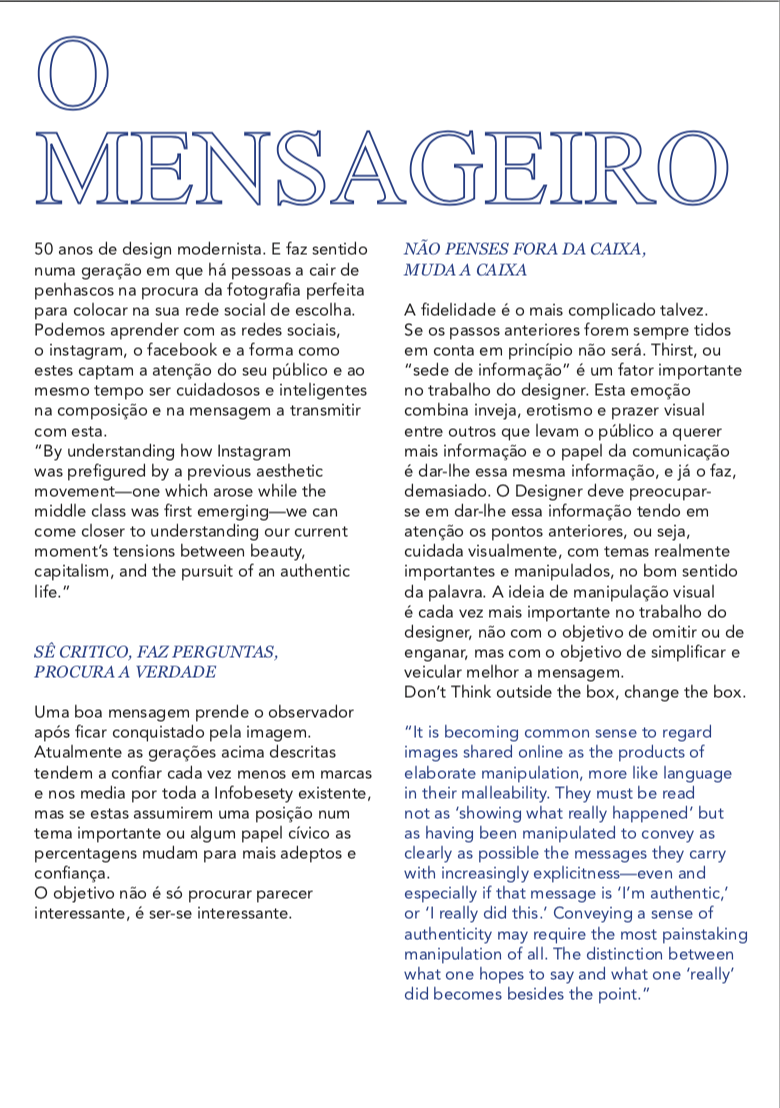 O
MENSAGEIRO
50 anos de design modernista. E faz sentido
numa geração em que há pessoas a cair de
penhascos na procura da fotografia perfeita
para colocar na sua rede social de escolha.
Podemos aprender com as redes sociais,
o instagram, o facebook e a forma como
estes captam a atenção do seu público e ao
mesmo tempo ser cuidadosos e inteligentes
na composição e na mensagem a transmitir
com esta.
“By understanding how Instagram
was prefigured by a previous aesthetic
movement—one which arose while the
middle class was first emerging—we can
come closer to understanding our current
moment’s tensions between beauty,
capitalism, and the pursuit of an authentic
life.”
SÊ CRITICO, FAZ PERGUNTAS,
PROCURA A VERDADE
Uma boa mensagem prende o observador
após ficar conquistado pela imagem.
Atualmente as gerações acima descritas
tendem a confiar cada vez menos em marcas
e nos media por toda a Infobesety existente,
mas se estas assumirem uma posição num
tema importante ou algum papel cívico as
percentagens mudam para mais adeptos e
confiança.
O objetivo não é só procurar parecer
interessante, é ser-se interessante.
NÃO PENSES FORA DA CAIXA,
MUDA A CAIXA
A fidelidade é o mais complicado talvez.
Se os passos anteriores forem sempre tidos
em conta em princípio não será. Thirst, ou
“sede de informação” é um fator importante
no trabalho do designer. Esta emoção
combina inveja, erotismo e prazer visual
entre outros que levam o público a querer
mais informação e o papel da comunicação
é dar-lhe essa mesma informação, e já o faz,
demasiado. O Designer deve preocupar-
se em dar-lhe essa informação tendo em
atenção os pontos anteriores, ou seja,
cuidada visualmente, com temas realmente
importantes e manipulados, no bom sentido
da palavra. A ideia de manipulação visual
é cada vez mais importante no trabalho do
designer, não com o objetivo de omitir ou de
enganar, mas com o objetivo de simplificar e
veicular melhor a mensagem.
Don’t Think outside the box, change the box.
“It is becoming common sense to regard
images shared online as the products of
elaborate manipulation, more like language
in their malleability. They must be read
not as ‘showing what really happened’ but
as having been manipulated to convey as
clearly as possible the messages they carry
with increasingly explicitness—even and
especially if that message is ‘I’m authentic,’
or ‘I really did this.’ Conveying a sense of
authenticity may require the most painstaking
manipulation of all. The distinction between
what one hopes to say and what one ‘really’
did becomes besides the point.”